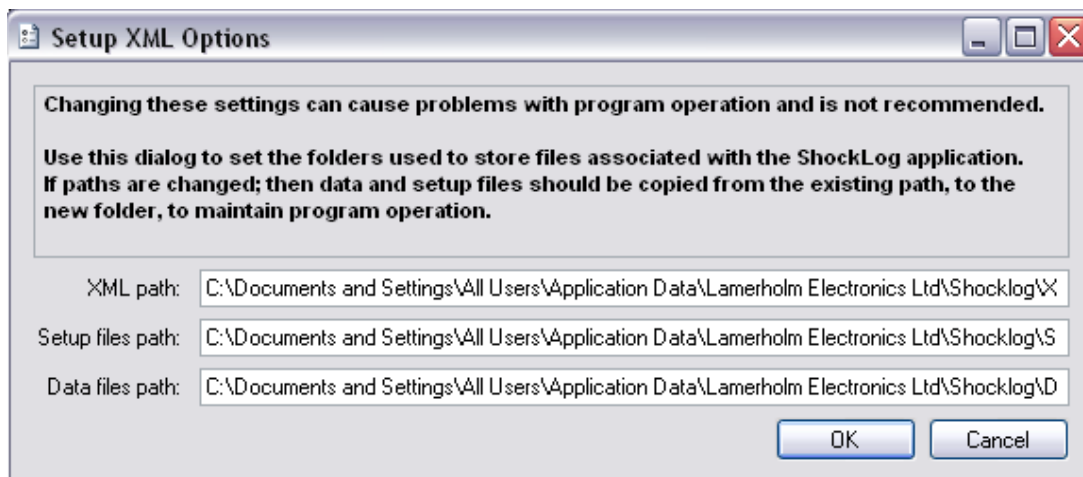 Setup XML Options
Changing these settings can cause problems with program operation and is not recommended.
Use this dialog to set the folders used to store files associated with the ShockLog application.
If paths are changed; then data and setup files should be copied from the existing path, to the
new folder, to maintain program operation.
XML path: C:\Documents and Settings\All Users\Application Data\Lamerholm Electronics Ltd\Shocklog\X
Setup files path: C:\Documents and Settings\All Users\Application Data\Lamerholm Electronics Ltd\Shocklog\S
Data files path: C:\Documents and Settings\All Users\Application Data\Lamerholm Electronics Ltd\Shocklog\D
OK Cancel